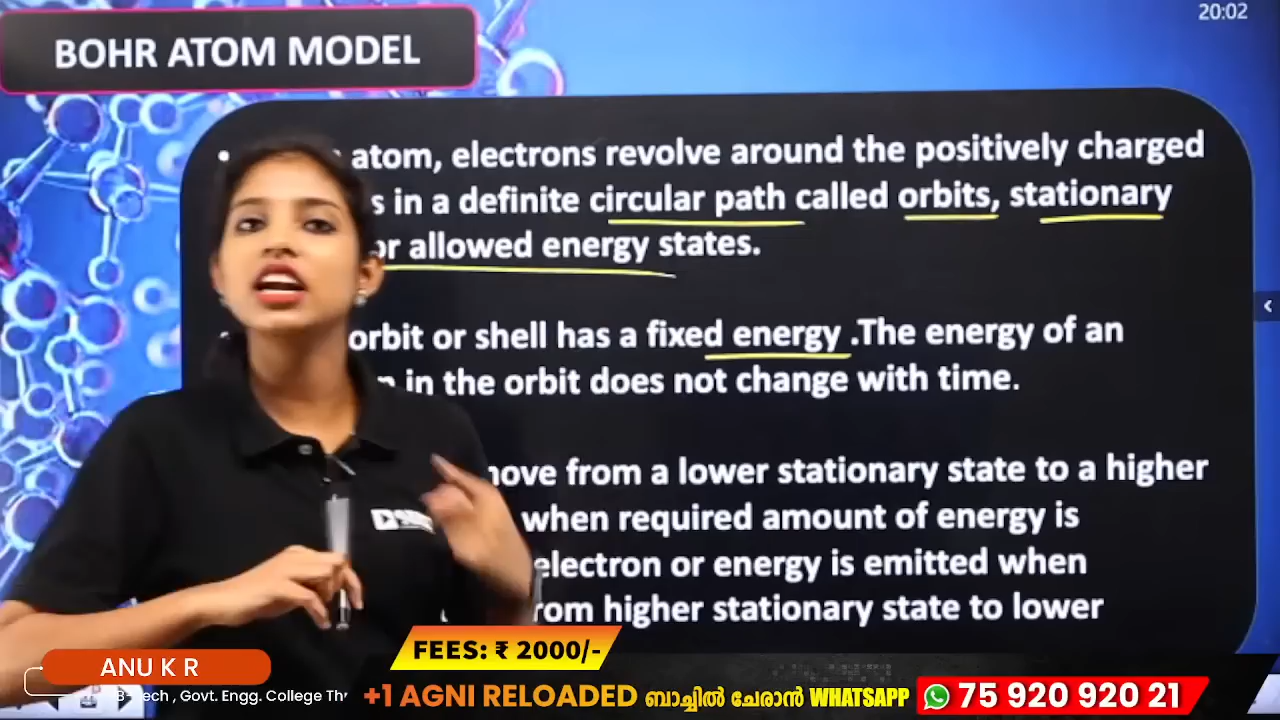 20:02
BOHR ATOM MODEL
atom, electrons revolve around the positively charged
s in a definite circular path called orbits, stationary
or allowed energy states.
orbit or shell has a fixed energy .The energy of an
n in the orbit does not change with time.
move from a lower stationary state to a higher
when required amount of energy is
electron or energy is emitted when
from higher stationary state to lower
FEES: ₹ 2000/-
ANU K R
B-Tech , Govt. Engg. College Thr
+1 AGNI RELOADED ബാച്ചിൽ ചേരാൻ WHATSAPP 75 920 920 21